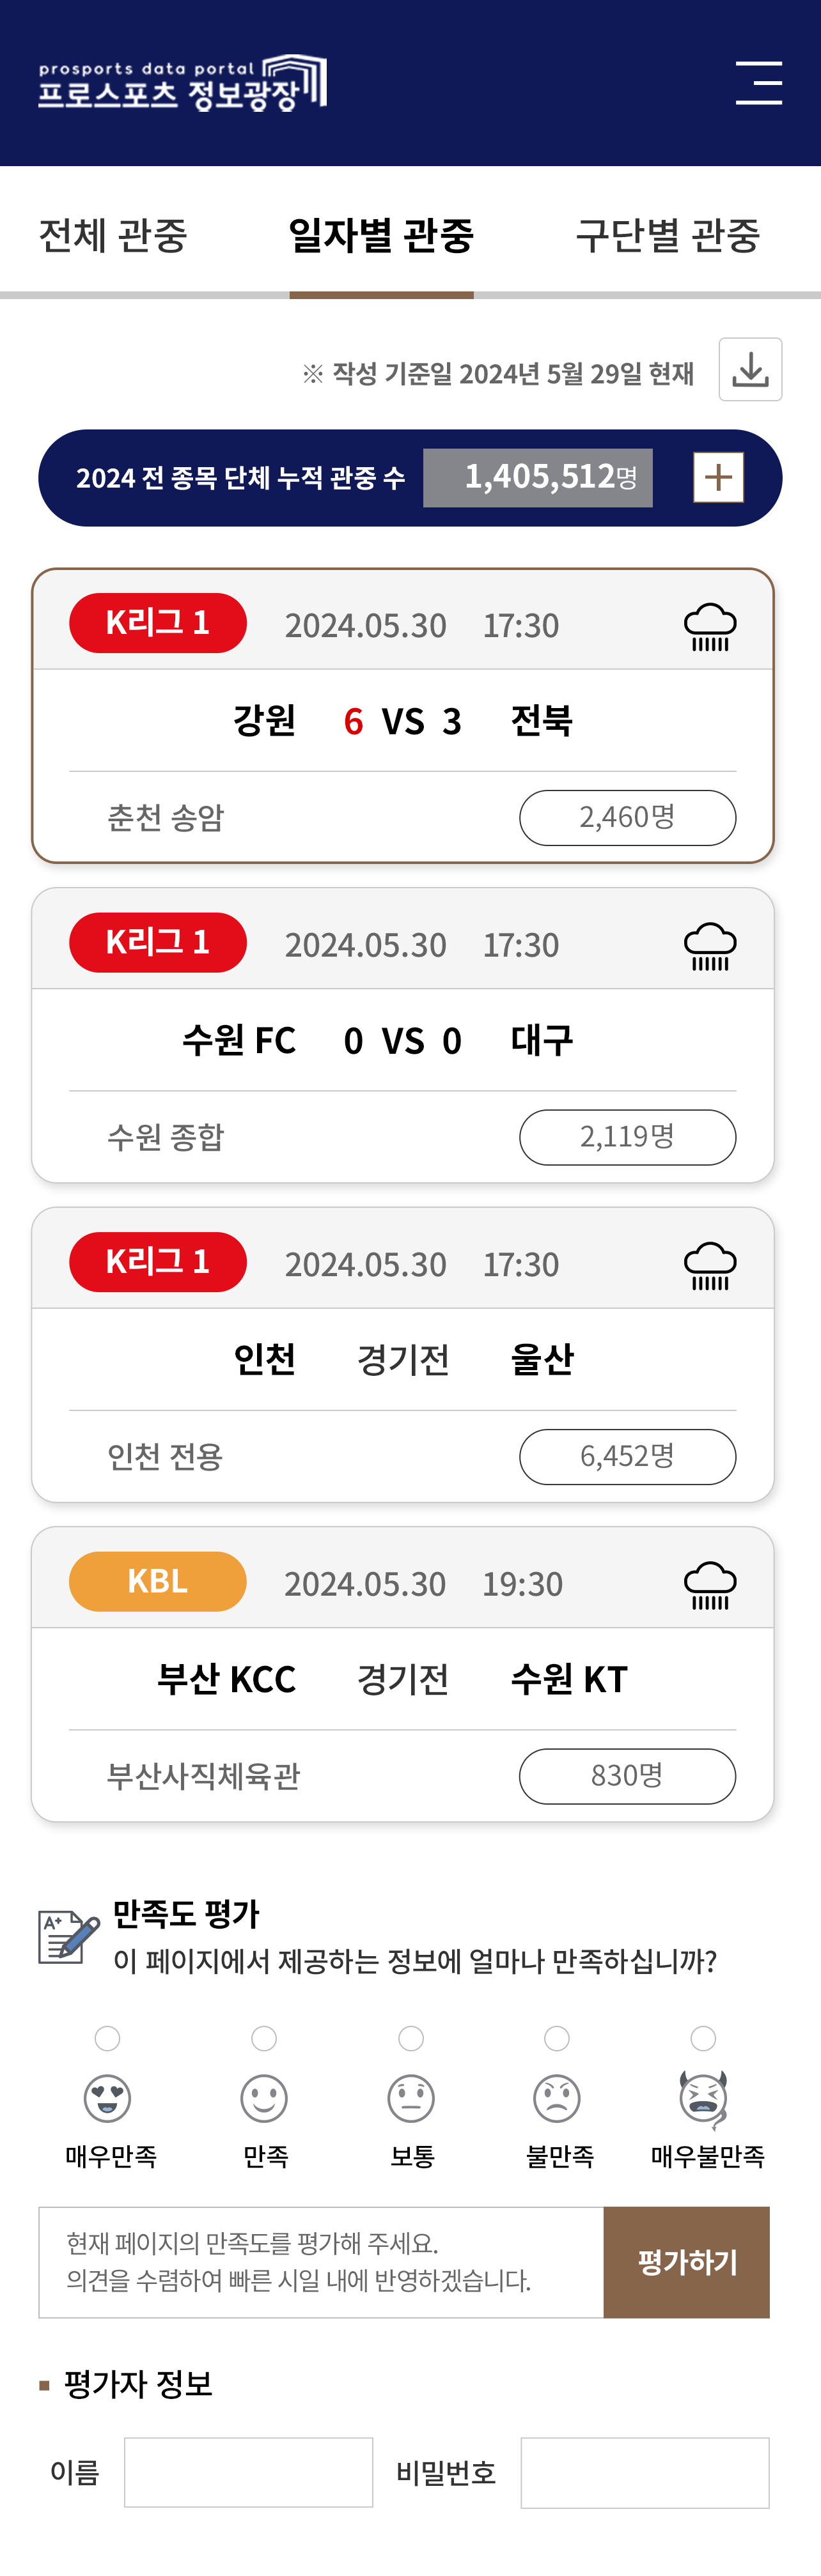 prosports data portal
프로스포츠 정보광장
전체 관중 일자별 관중 구단별 관중
※ 작성 기준일 2024년 5월 29일 현재
2024 전 종목 단체 누적 관중 수 1,405,512명
K리그 1 2024.05.30 17:30
강원 6 VS 3 전북
춘천 송암 2,460명
K리그 1 2024.05.30 17:30
수원 FC 0 VS 0 대구
수원 종합 2,119명
K리그 1 2024.05.30 17:30
인천 경기전 울산
인천 전용 6,452명
KBL 2024.05.30 19:30
부산 KCC 경기전 수원 KT
부산사직체육관 830명
A+
만족도 평가
이 페이지에서 제공하는 정보에 얼마나 만족하십니까?
매우만족 만족 보통 불만족 매우불만족
현재 페이지의 만족도를 평가해 주세요.
의견을 수렴하여 빠른 시일 내에 반영하겠습니다.
평가하기
평가자 정보
이름 비밀번호